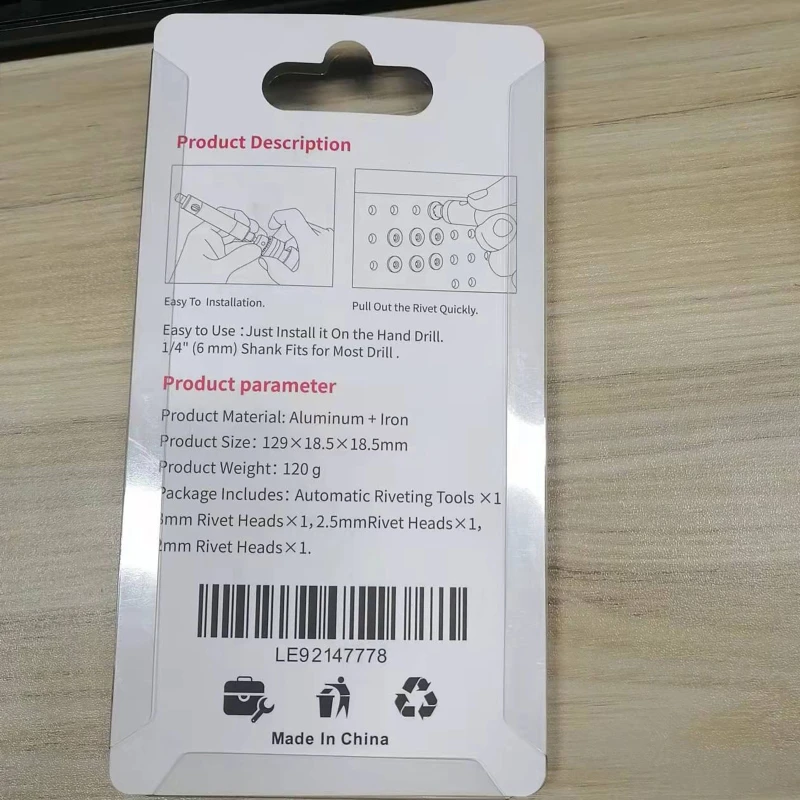 Product Description
Easy To Installation.
Pull Out the Rivet Quickly.
Easy to Use :Just Install it On the Hand Drill.
1/4" (6 mm) Shank Fits for Most Drill .
Product parameter
Product Material: Aluminum + Iron
Product Size: 129×18.5×18.5mm
Product Weight: 120 g
Package Includes: Automatic Riveting Tools ×1
3mm Rivet Heads×1, 2.5mmRivet Heads×1,
2mm Rivet Heads×1.
LE92147778
Made In China